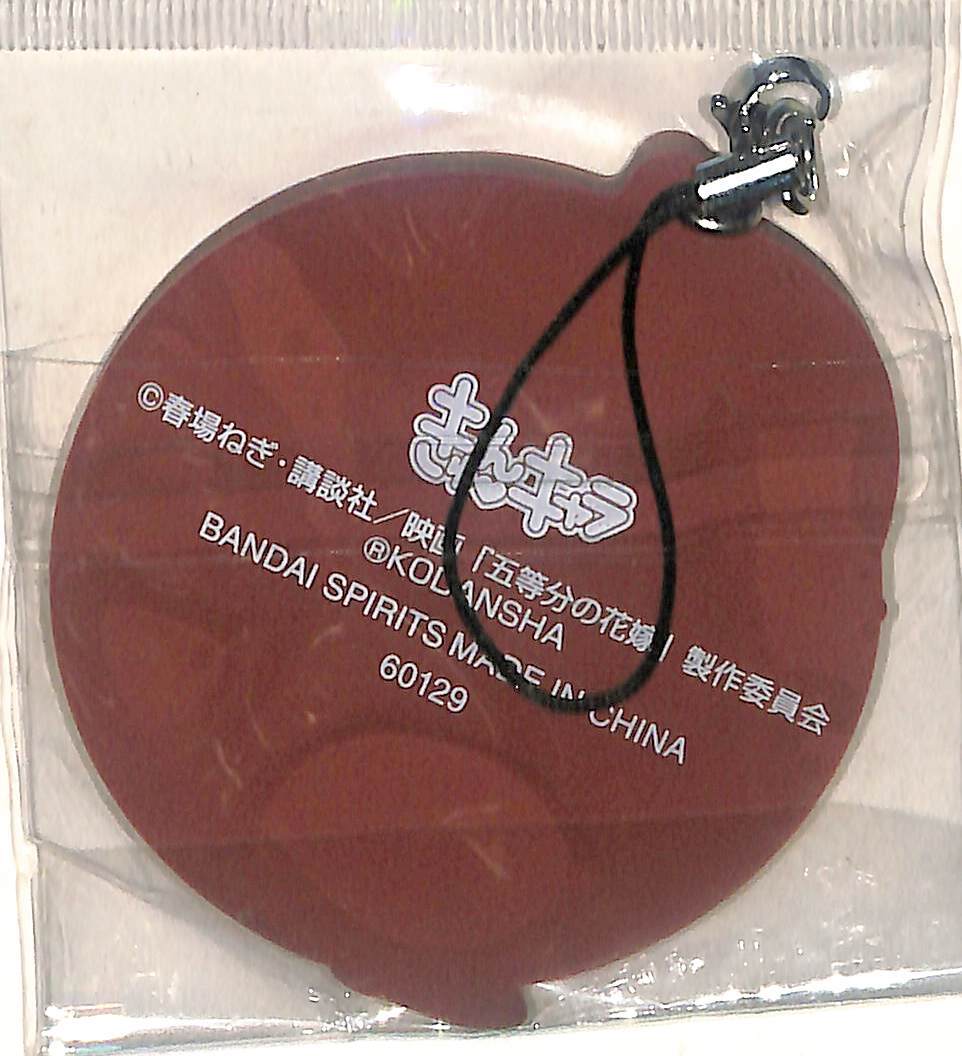 きゅんキャラ
©春場ねぎ・講談社／映画「五等分の花嫁」製作委員会
®KODANSHA
BANDAI SPIRITS MADE IN CHINA
60129